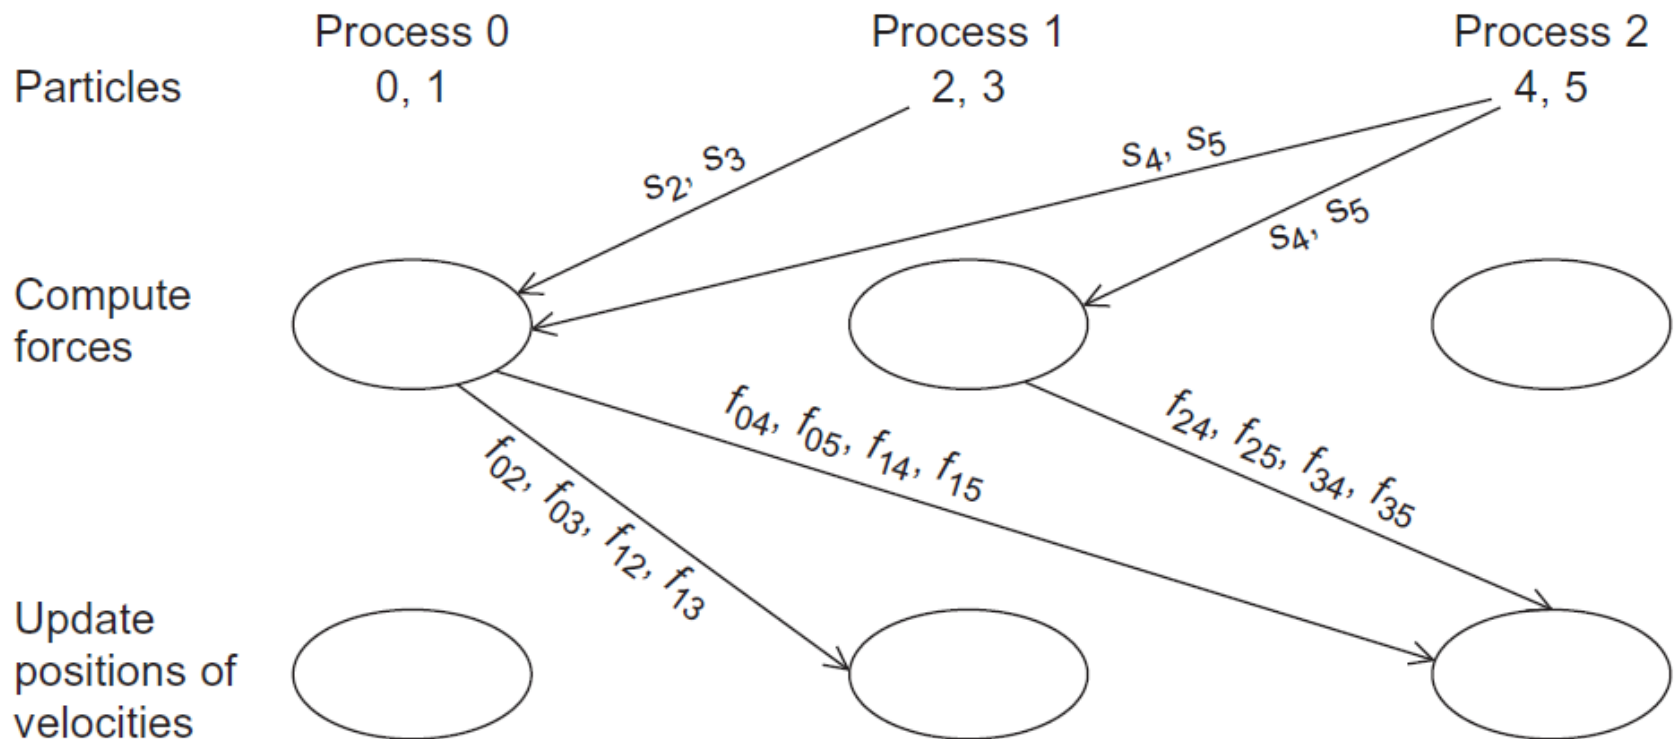 Process 0 Process 1 Process 2
Particles 0, 1 2, 3 4, 5
s2, s3
s4, s5
s4, s5
Compute
forces
f04, f05, f14, f15
f24, f25, f34, f35
f02, f03, f12, f13
Update
positions of
velocities